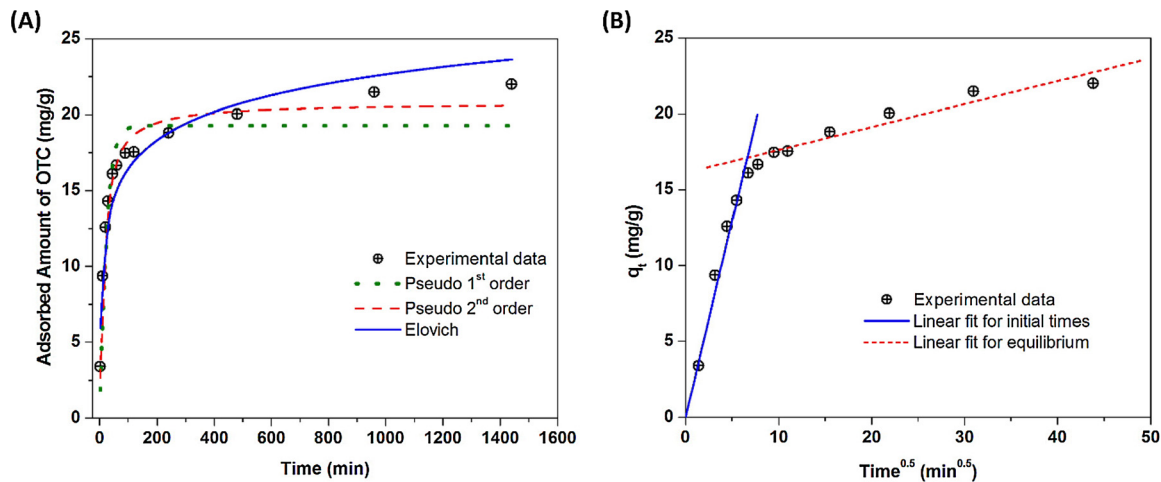 (A)
25
20
15
10
5
0
Adsorbed Amount of OTC (mg/g)
Experimental data
Pseudo 1st order
Pseudo 2nd order
Elovich
0 200 400 600 800 1000 1200 1400 1600
Time (min)
(B)
25
20
15
10
5
0
qt (mg/g)
Experimental data
Linear fit for initial times
Linear fit for equilibrium
0 10 20 30 40 50
Time0.5 (min0.5)